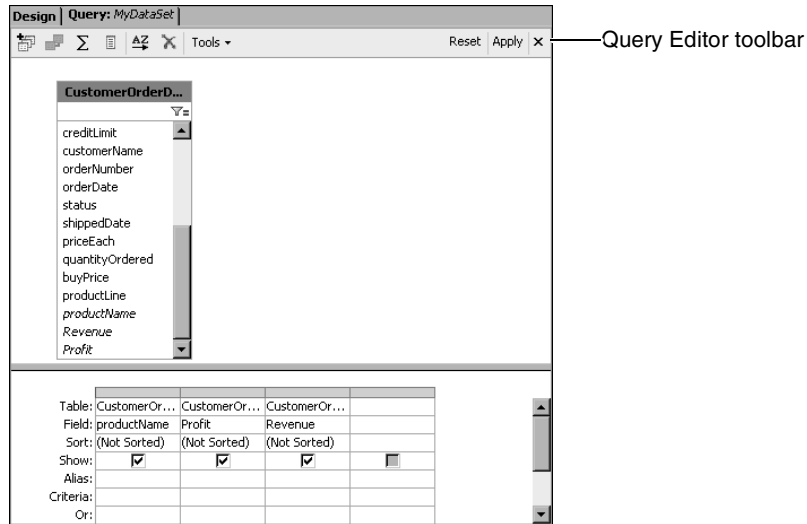 Design Query: MyDataSet
Σ AZ Tools Reset Apply × Query Editor toolbar
CustomerOrderD...
creditLimit
customerName
orderNumber
orderDate
status
shippedDate
priceEach
quantityOrdered
buyPrice
productLine
productName
Revenue
Profit
Table: CustomerOr... CustomerOr... CustomerOr...
Field: productName Profit Revenue
Sort: (Not Sorted) (Not Sorted) (Not Sorted)
Show:
Alias:
Criteria:
Or: